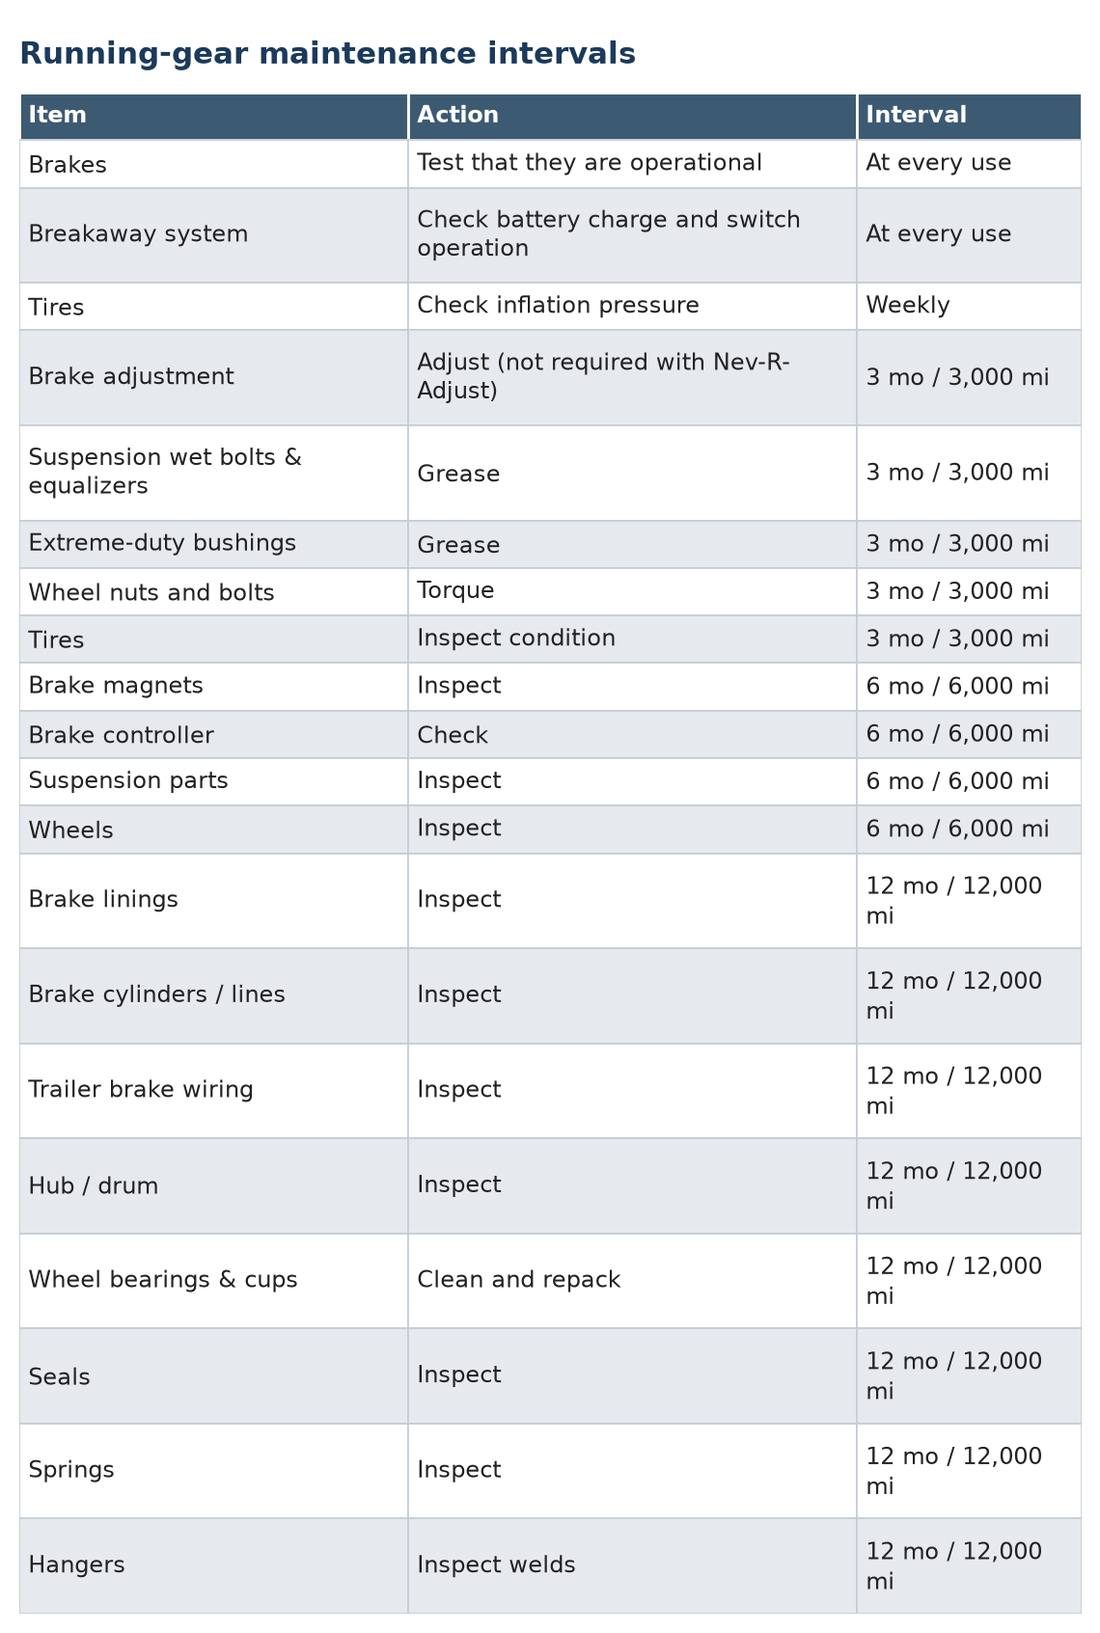 Running-gear maintenance intervals
Item Action Interval
Brakes Test that they are operational At every use
Breakaway system Check battery charge and switch
operation At every use
Tires Check inflation pressure Weekly
Brake adjustment Adjust (not required with Nev-R-
Adjust) 3 mo / 3,000 mi
Suspension wet bolts &
equalizers Grease 3 mo / 3,000 mi
Extreme-duty bushings Grease 3 mo / 3,000 mi
Wheel nuts and bolts Torque 3 mo / 3,000 mi
Tires Inspect condition 3 mo / 3,000 mi
Brake magnets Inspect 6 mo / 6,000 mi
Brake controller Check 6 mo / 6,000 mi
Suspension parts Inspect 6 mo / 6,000 mi
Wheels Inspect 6 mo / 6,000 mi
Brake linings Inspect 12 mo / 12,000
mi
Brake cylinders / lines Inspect 12 mo / 12,000
mi
Trailer brake wiring Inspect 12 mo / 12,000
mi
Hub / drum Inspect 12 mo / 12,000
mi
Wheel bearings & cups Clean and repack 12 mo / 12,000
mi
Seals Inspect 12 mo / 12,000
mi
Springs Inspect 12 mo / 12,000
mi
Hangers Inspect welds 12 mo / 12,000
mi